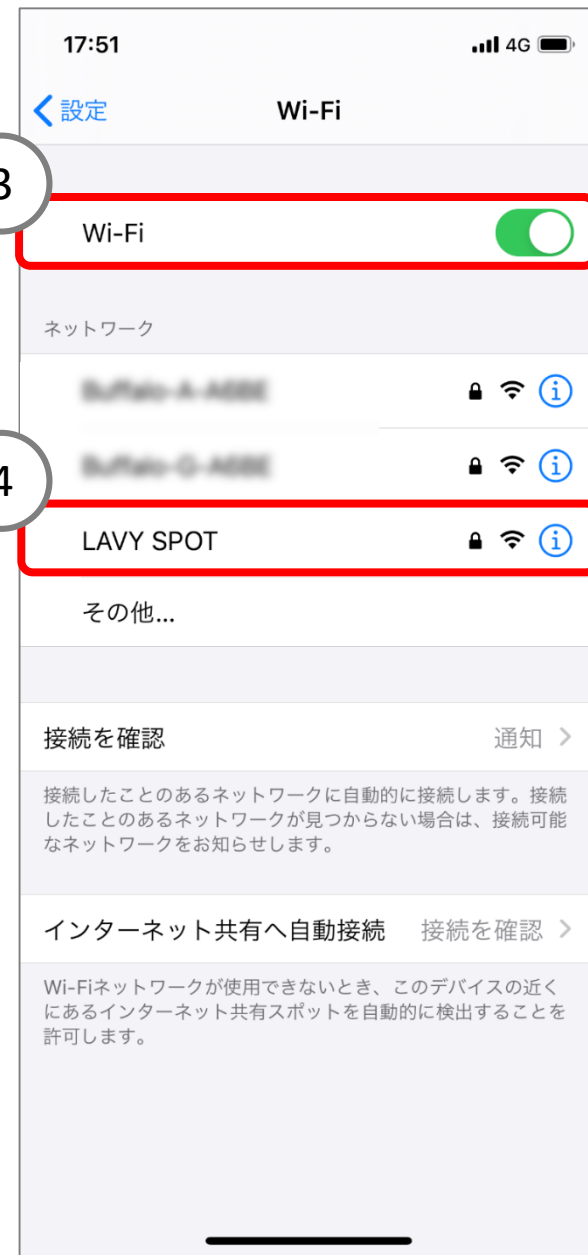 17:51
4G
設定
Wi-Fi
3
Wi-Fi
ネットワーク
4
LAVY SPOT
その他...
接続を確認
通知
接続したことのあるネットワークに自動的に接続します。接続
したことのあるネットワークが見つからない場合は、接続可能
なネットワークをお知らせします。
インターネット共有へ自動接続
接続を確認
Wi-Fiネットワークが使用できないとき、このデバイスの近く
にあるインターネット共有スポットを自動的に検出することを
許可します。